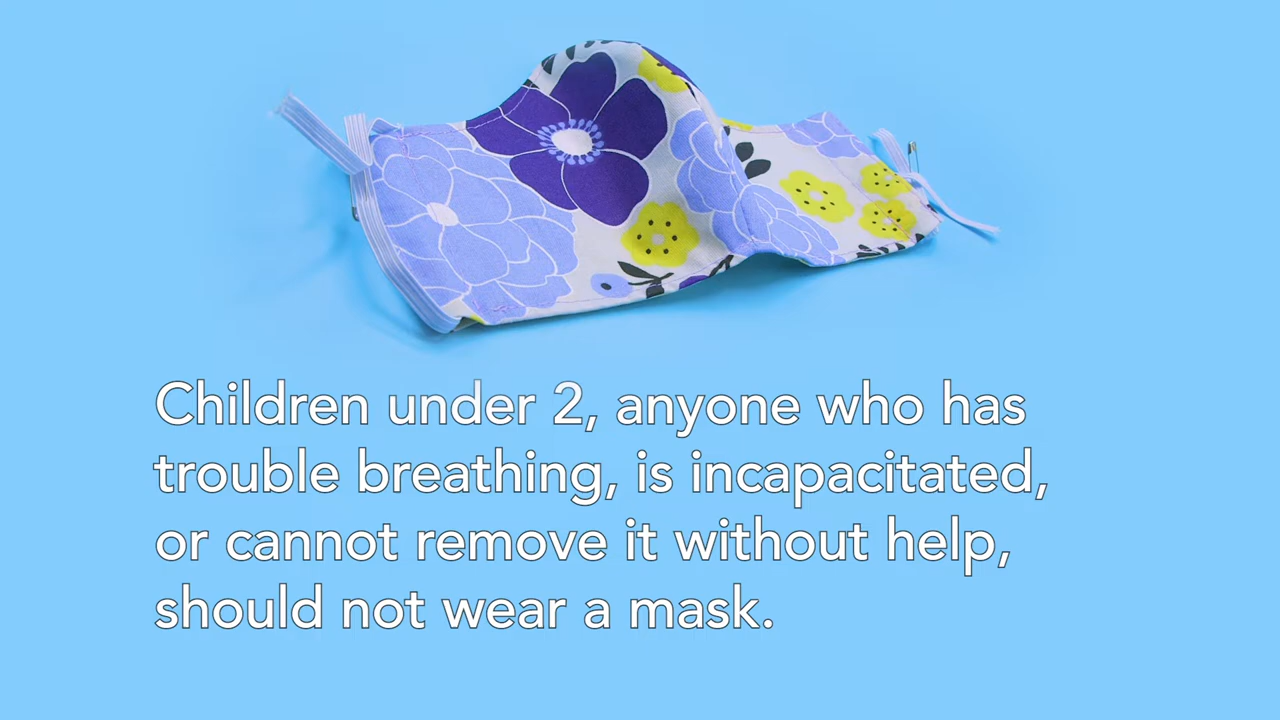 Children under 2, anyone who has
trouble breathing, is incapacitated,
or cannot remove it without help,
should not wear a mask.